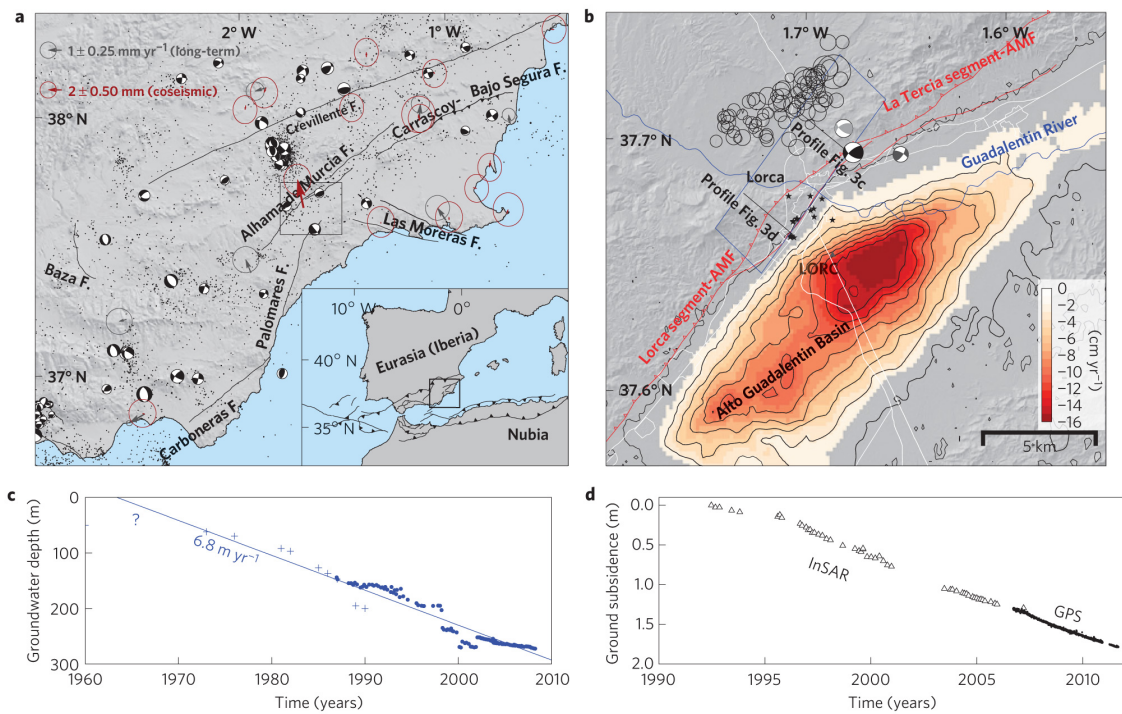 a
2° W
1° W
1 ± 0.25 mm yr⁻¹ (long-term)
2 ± 0.50 mm (coseismic)
38° N
37° N
Crevillente F.
Carrascoy-
Bajo Segura F.
Alhama de Murcia F.
Las Moreras F.
Baza F.
Palomares F.
Carboneras F.
10° W
0°
40° N
35° N
Eurasia (Iberia)
Nubia
b
1.7° W
1.6° W
37.7° N
37.6° N
La Tercia segment-AMF
Guadalentin River
Profile Fig. 3c
Lorca
Profile Fig. 3d
LORC
Lorca segment-AMF
Alto Guadalentin Basin
0
−2
−4
−6
−8
−10
−12
−14
−16
(cm yr⁻¹)
5 km
c
Groundwater depth (m)
0
100
200
300
?
6.8 m yr⁻¹
1960
1970
1980
1990
2000
2010
Time (years)
d
Ground subsidence (m)
0.0
0.5
1.0
1.5
2.0
InSAR
GPS
1990
1995
2000
2005
2010
Time (years)